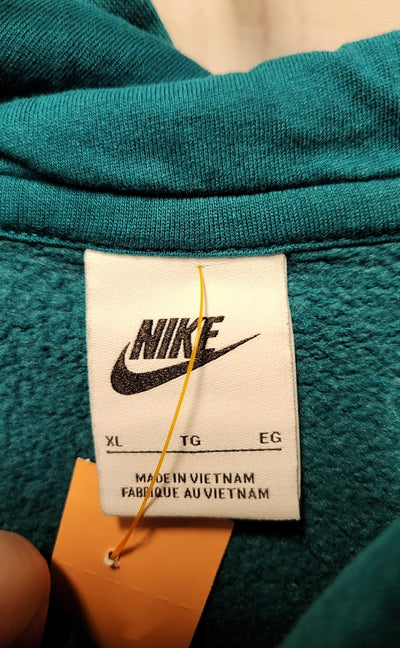 NIKE
XL TG EG
MADE IN VIETNAM
FABRIQUE AU VIETNAM